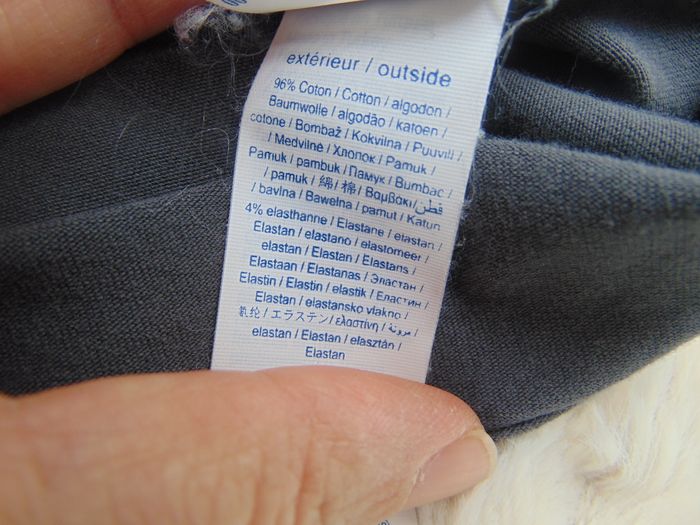 extérieur / outside
96% Coton / Cotton / algodon /
Baumwolle / algodão / katoen /
cotone / Bombaž / Kokvilna / Puuvill /
/ Medvilnė / Хлопок / Pamuk /
Pamuk / pambuk / Памук / Bumbac /
/ pamuk / 綿 / 棉 / Βαμβάκι / قطن
/ bavlna / Bawełna / pamut / Katun
4% elasthanne / Elastane / elastan /
Elastan / elastano / elastomeer /
elastan / Elastan / Elastāns /
Elastaan / Elastanas / Эластан /
Elastin / Elastin / elastik / Еластин /
Elastan / elastansko vlakno /
氨纶 / エラステン / ελαστίνη / مرونة /
elastan / Elastan / elasztán /
Elastan